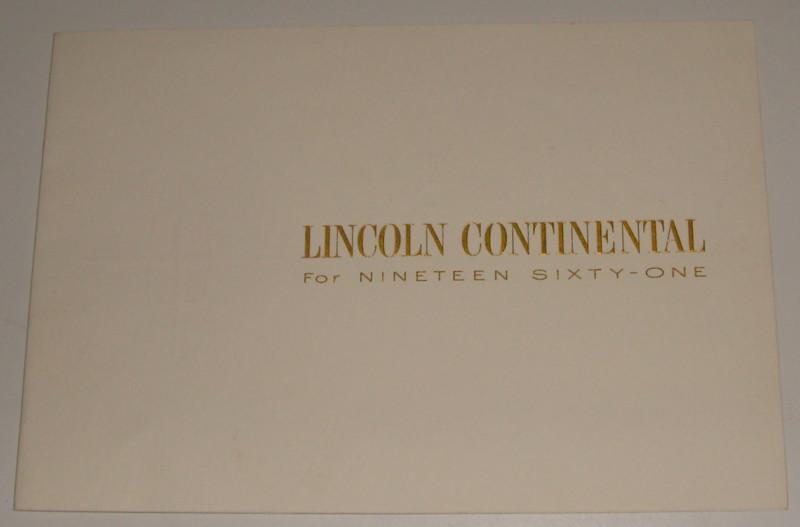 LINCOLN CONTINENTAL
For NINETEEN SIXTY-ONE